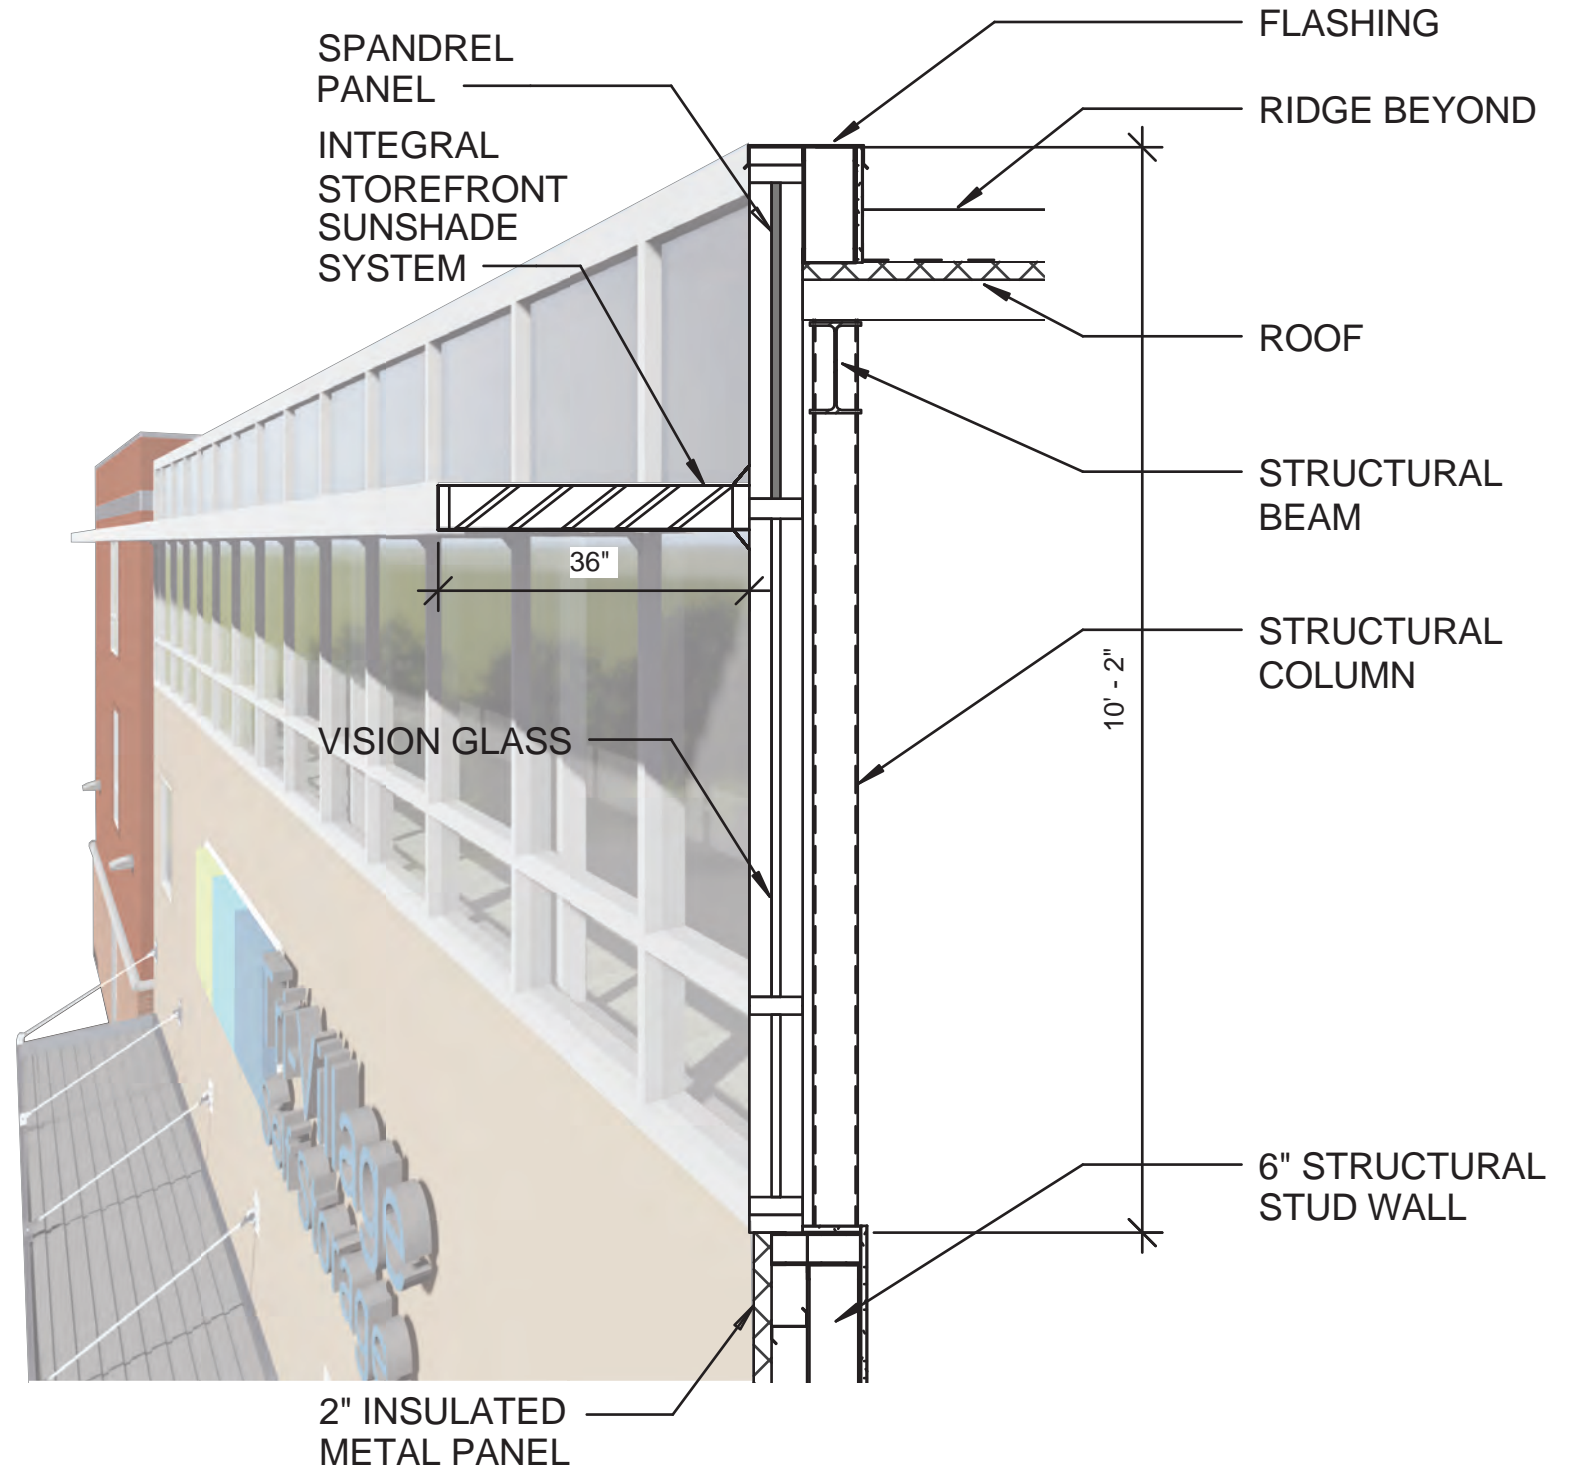 SPANDREL
PANEL
INTEGRAL
STOREFRONT
SUNSHADE
SYSTEM
FLASHING
RIDGE BEYOND
ROOF
STRUCTURAL
BEAM
36"
STRUCTURAL
COLUMN
10' - 2"
VISION GLASS
6" STRUCTURAL
STUD WALL
2" INSULATED
METAL PANEL